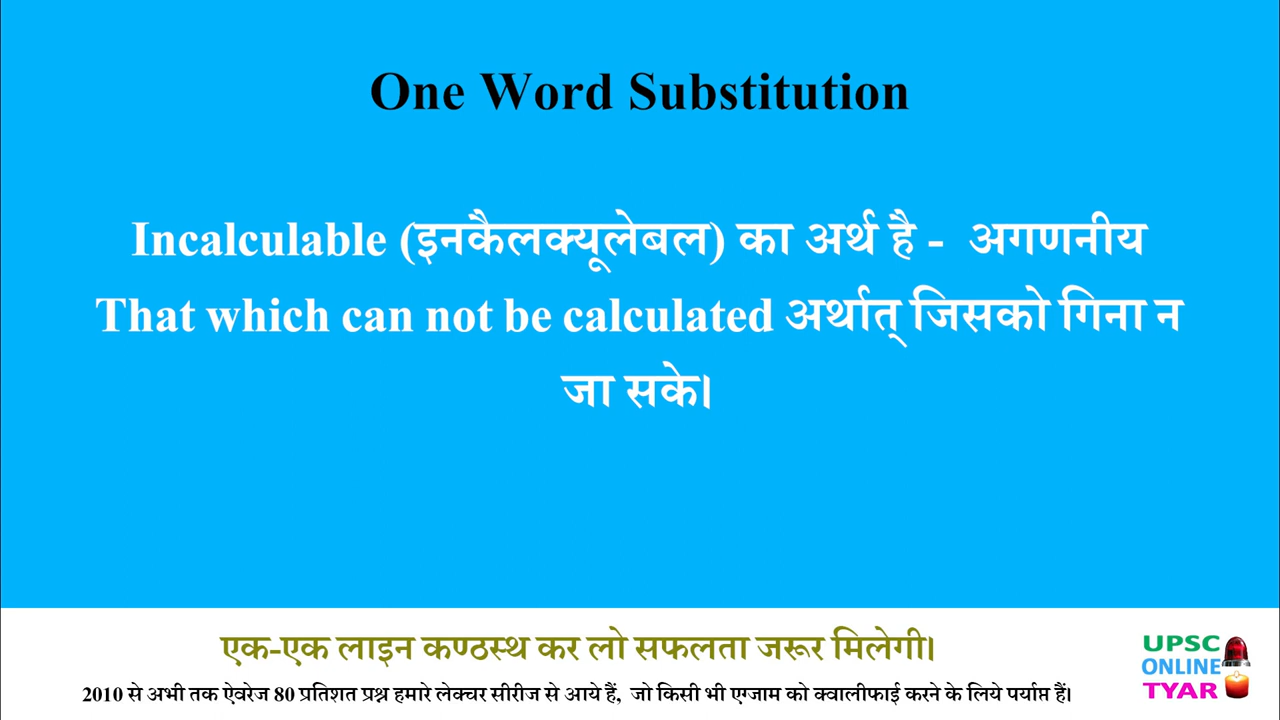 One Word Substitution
Incalculable (इनकैलक्यूलेबल) का अर्थ है - अगणनीय
That which can not be calculated अर्थात् जिसको गिना न
जा सके।
एक-एक लाइन कण्ठस्थ कर लो सफलता जरूर मिलेगी।
2010 से अभी तक ऐवरेज 80 प्रतिशत प्रश्न हमारे लेक्चर सीरीज से आये हैं, जो किसी भी एग्जाम को क्वालीफाई करने के लिये पर्याप्त हैं।
UPSC
ONLINE
TYAR